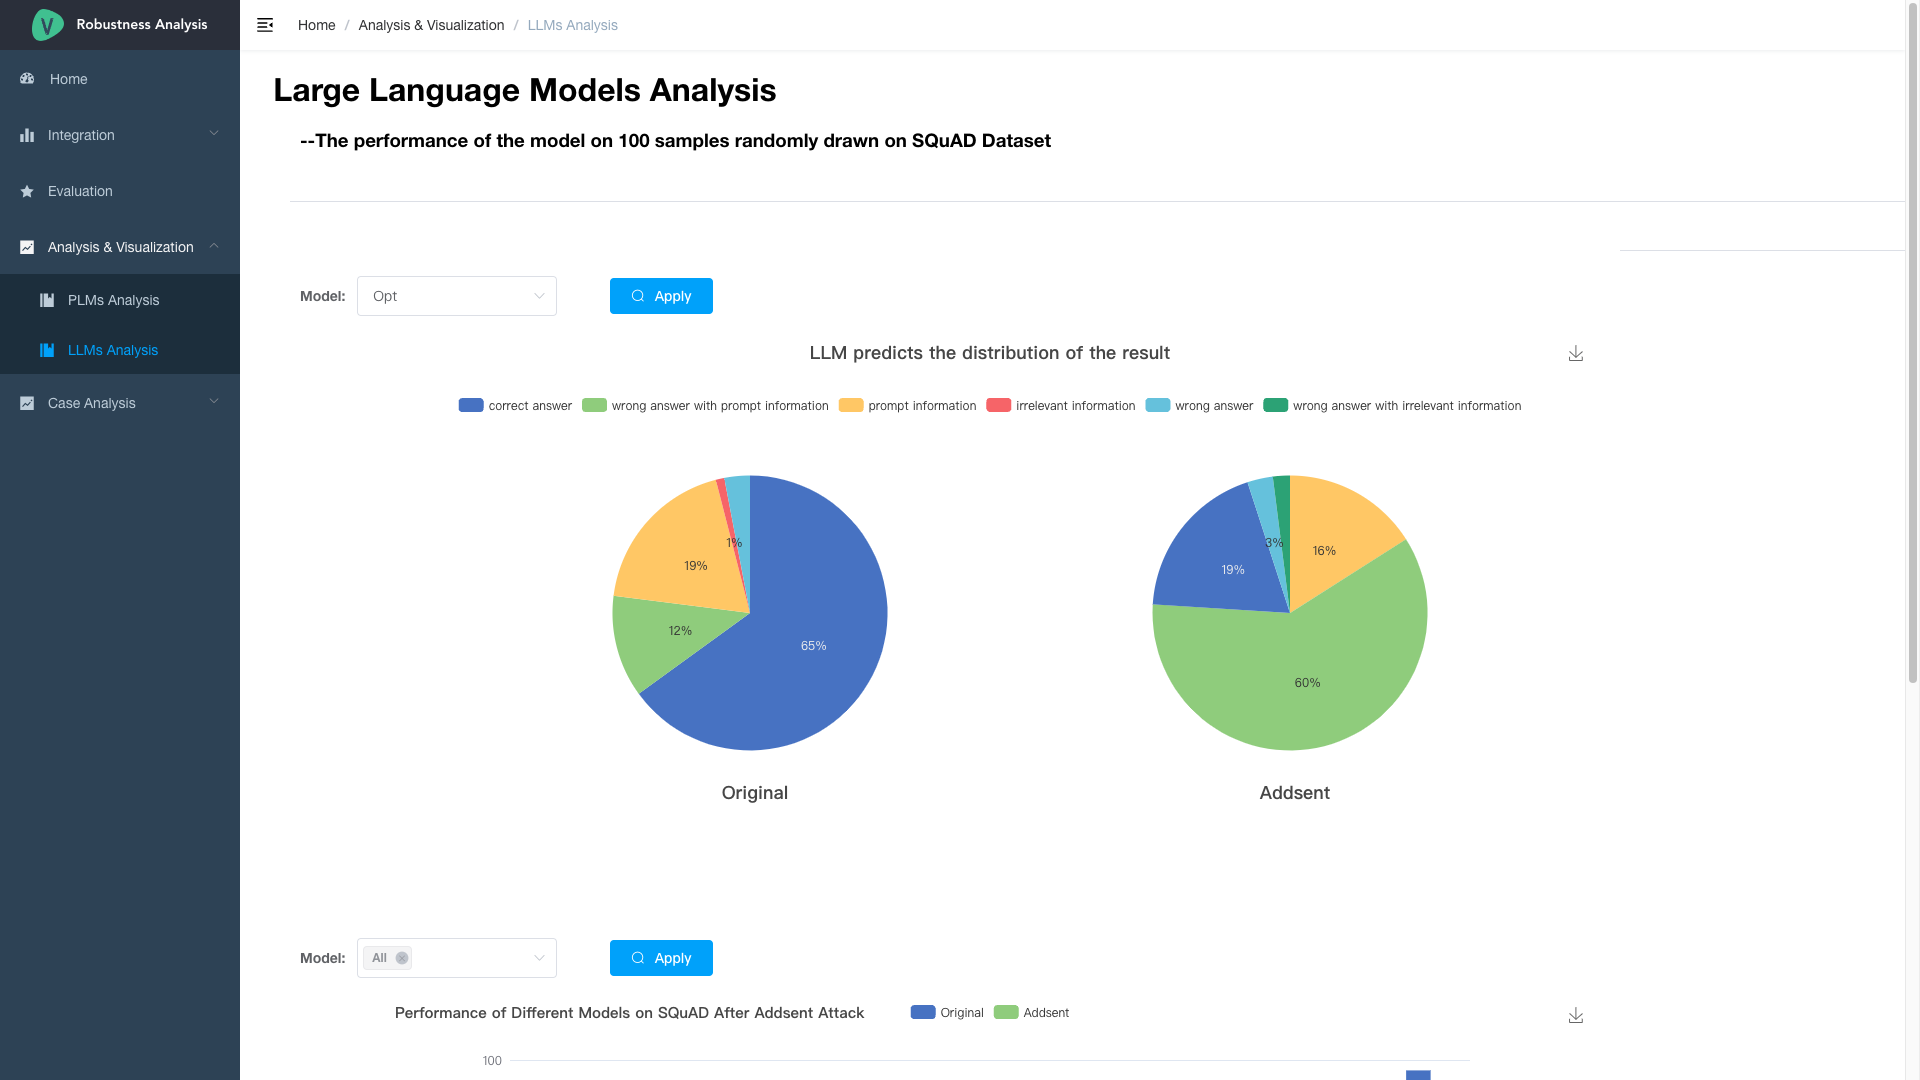 Robustness Analysis
Home / Analysis & Visualization / LLMs Analysis
Home
Integration
Evaluation
Analysis & Visualization
PLMs Analysis
LLMs Analysis
Case Analysis
Large Language Models Analysis
--The performance of the model on 100 samples randomly drawn on SQuAD Dataset
Model: Opt Apply
LLM predicts the distribution of the result
correct answer wrong answer with prompt information prompt information irrelevant information wrong answer wrong answer with irrelevant information
1%
19%
12%
65%
Original
3%
16%
19%
60%
Addsent
Model: All Apply
Performance of Different Models on SQuAD After Addsent Attack Original Addsent
100